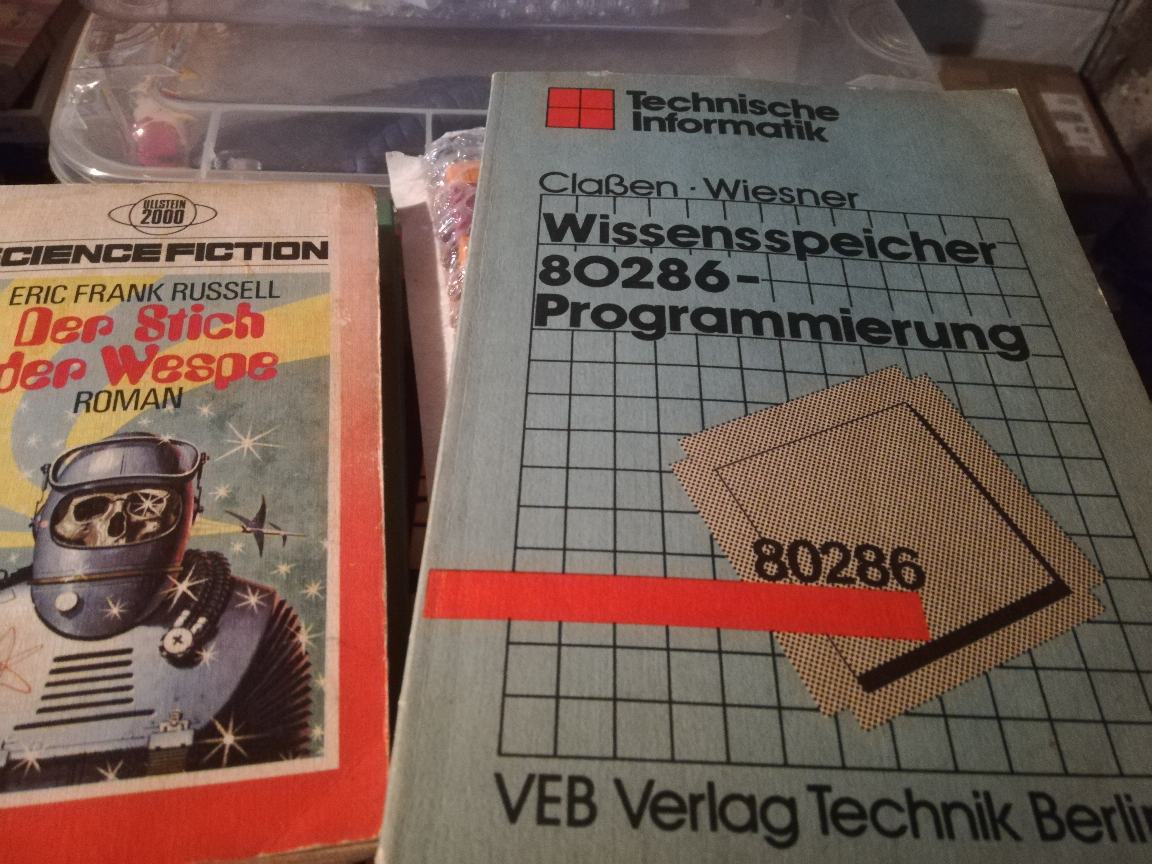 ULLSTEIN
2000
SCIENCE FICTION
ERIC FRANK RUSSELL
Der Stich
der Wespe
ROMAN
Technische
Informatik
Claßen · Wiesner
Wissensspeicher
80286-
Programmierung
80286
VEB Verlag Technik Berlin